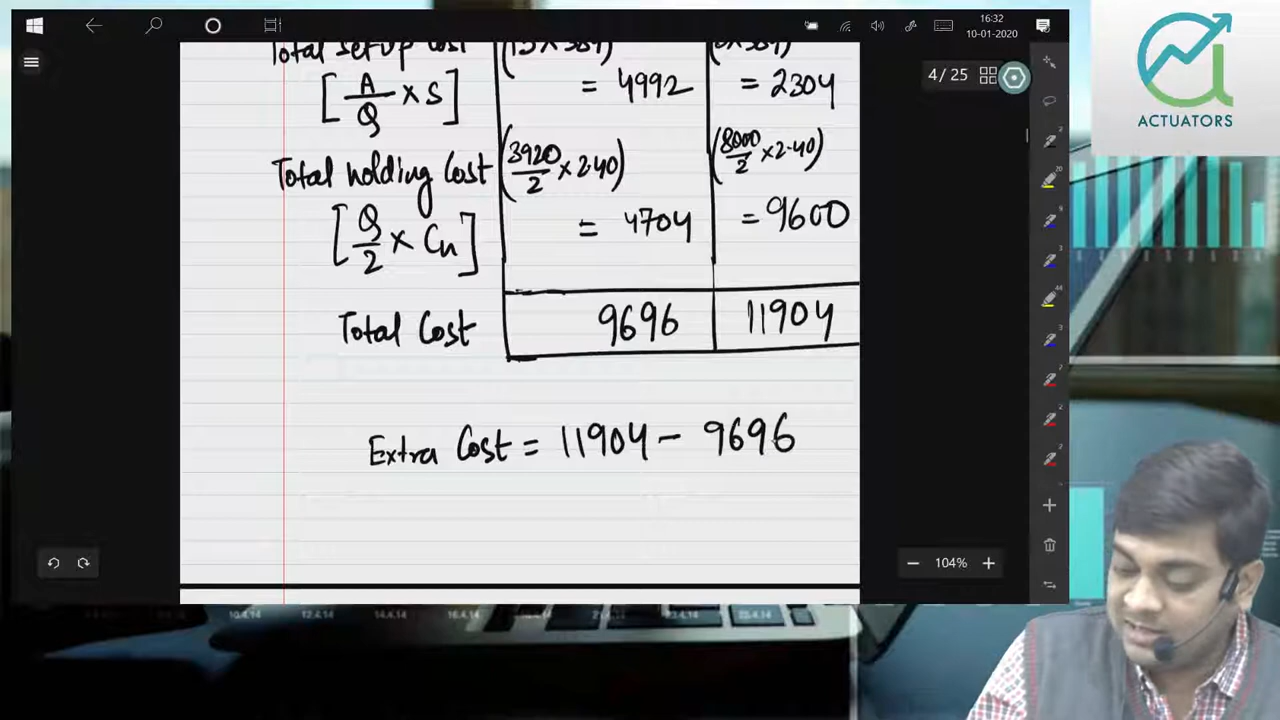 16:32
10-01-2020
4 / 25
ACTUATORS
Total setup cost
[A/Q × S]
= 4992
= 2304
Total holding cost
[Q/2 × Ch]
(3920/2 × 2.40)
= 4704
(8000/2 × 2.40)
= 9600
Total Cost 9696 11904
Extra Cost = 11904 - 9696
104%